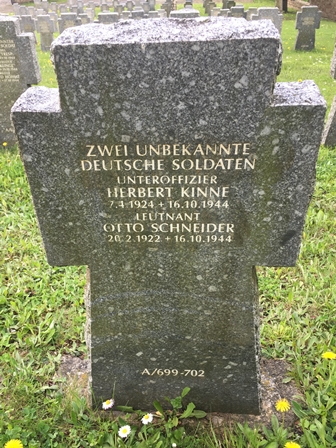 ZWEI UNBEKANNTE
DEUTSCHE SOLDATEN
UNTEROFFIZIER
HERBERT KINNE
7.4.1924 + 16.10.1944
LEUTNANT
OTTO SCHNEIDER
20.2.1922 + 16.10.1944
A/699-702